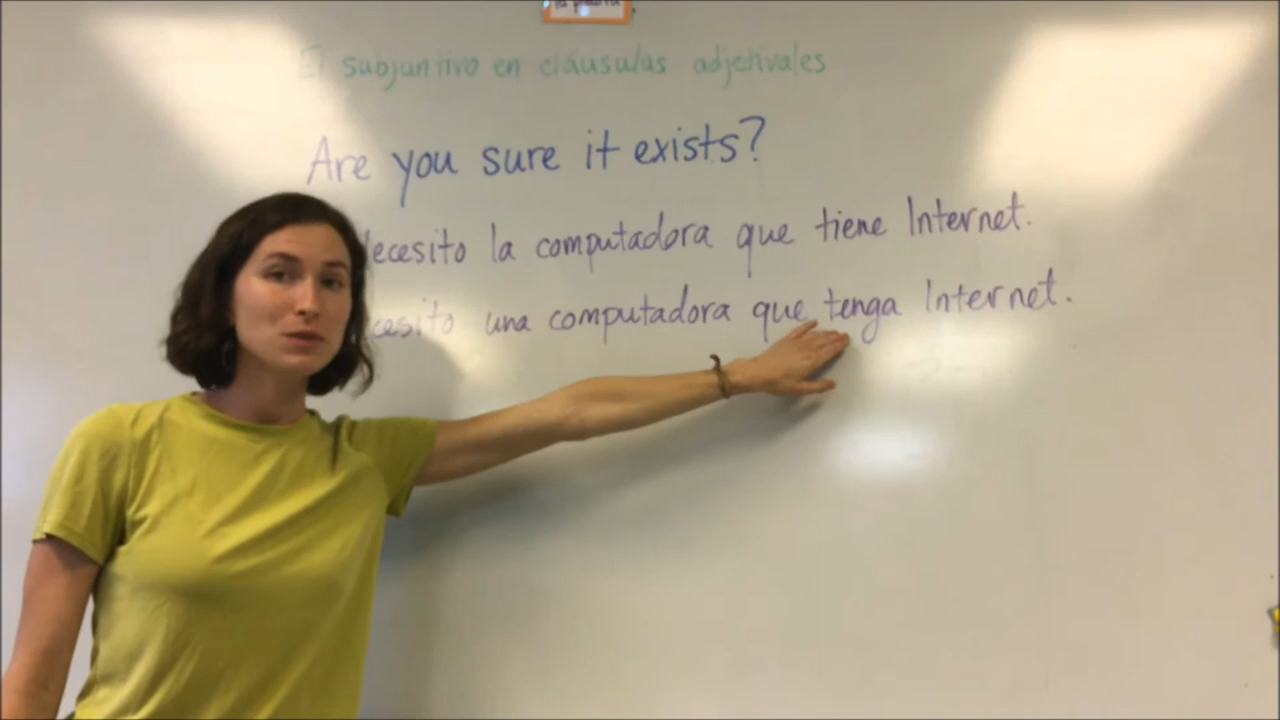 El subjuntivo en cláusulas adjetivales
Are you sure it exists?
ecesito la computadora que tiene Internet.
cesito una computadora que tenga Internet.